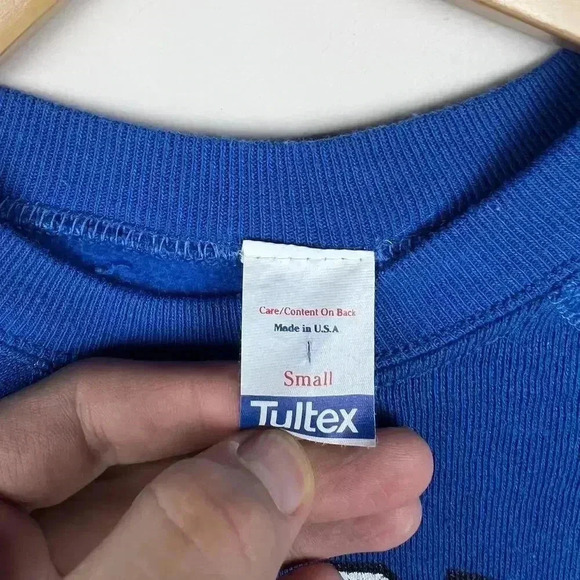 Care/Content On Back
Made in U.S.A
Small
Tultex